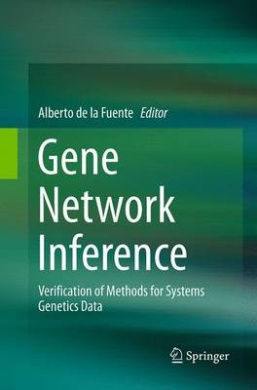 Alberto de la Fuente Editor
Gene
Network
Inference
Verification of Methods for Systems
Genetics Data
Springer